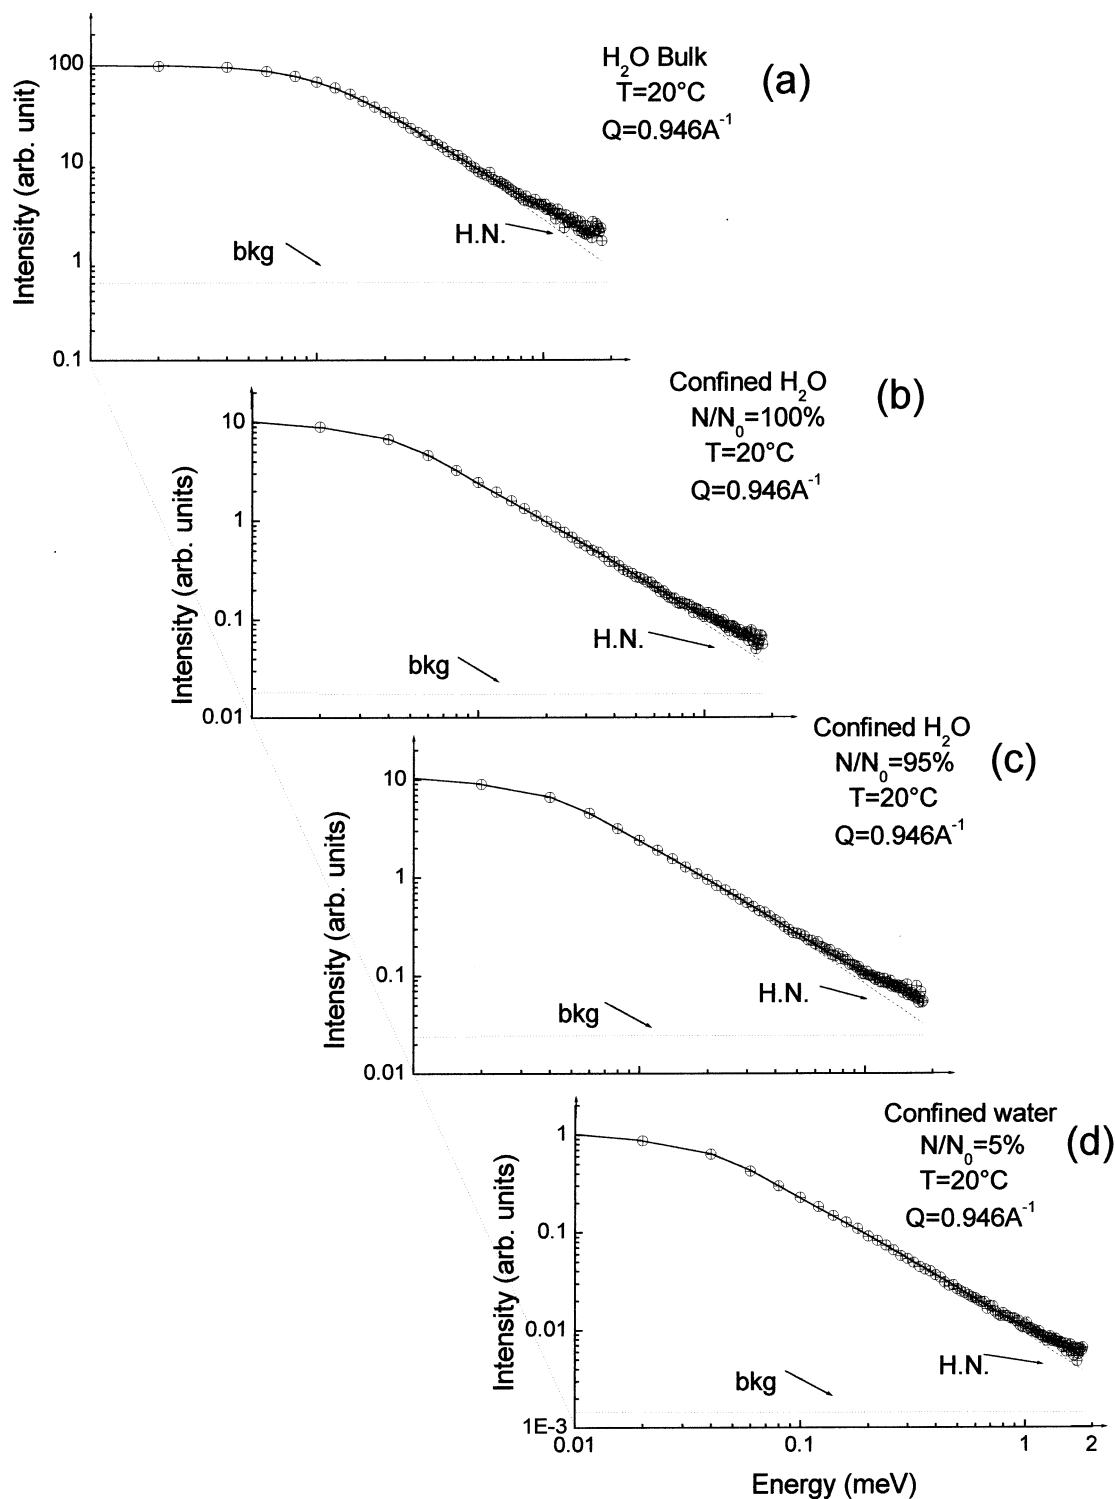 H₂O Bulk
T=20°C
Q=0.946A⁻¹
(a)
Intensity (arb. unit)
100
10
1
0.1
H.N.
bkg
Confined H₂O
N/N₀=100%
T=20°C
Q=0.946A⁻¹
(b)
Intensity (arb. units)
10
1
0.1
0.01
H.N.
bkg
Confined H₂O
N/N₀=95%
T=20°C
Q=0.946A⁻¹
(c)
Intensity (arb. units)
10
1
0.1
0.01
H.N.
bkg
Confined water
N/N₀=5%
T=20°C
Q=0.946A⁻¹
(d)
Intensity (arb. units)
1
0.1
0.01
1E-3
H.N.
bkg
0.01 0.1 1 2
Energy (meV)